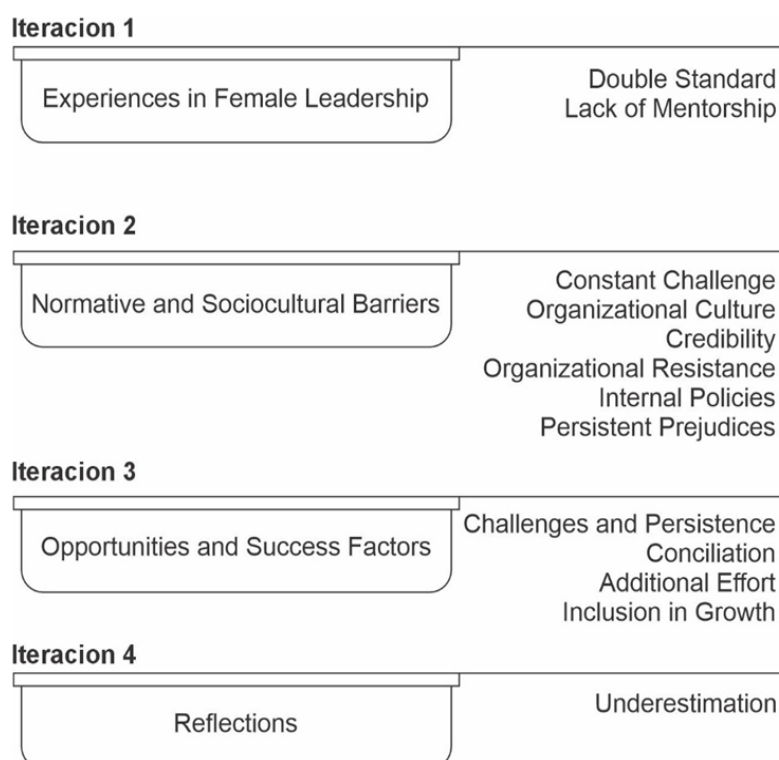 Iteracion 1
Experiences in Female Leadership
Double Standard
Lack of Mentorship
Iteracion 2
Normative and Sociocultural Barriers
Constant Challenge
Organizational Culture
Credibility
Organizational Resistance
Internal Policies
Persistent Prejudices
Iteracion 3
Opportunities and Success Factors
Challenges and Persistence
Conciliation
Additional Effort
Inclusion in Growth
Iteracion 4
Reflections
Underestimation